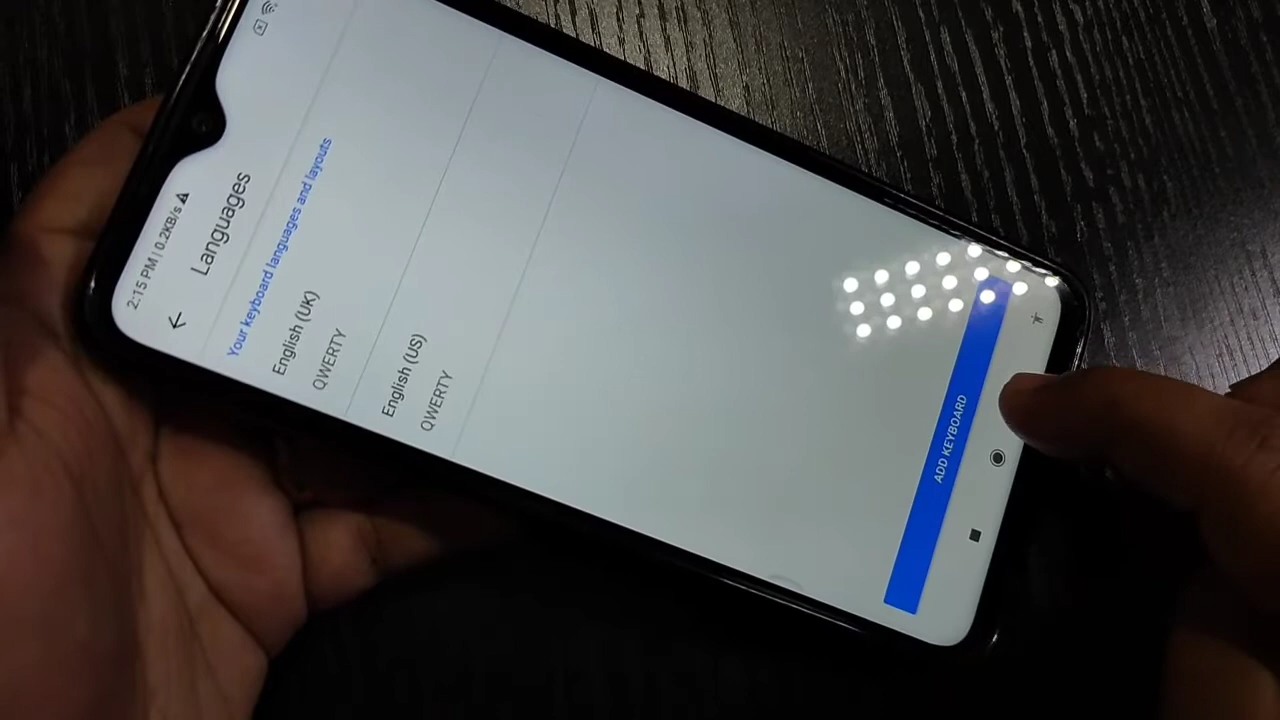 2:15 PM | 0.2KB/s
Languages
Your keyboard languages and layouts
English (UK)
QWERTY
English (US)
QWERTY
ADD KEYBOARD